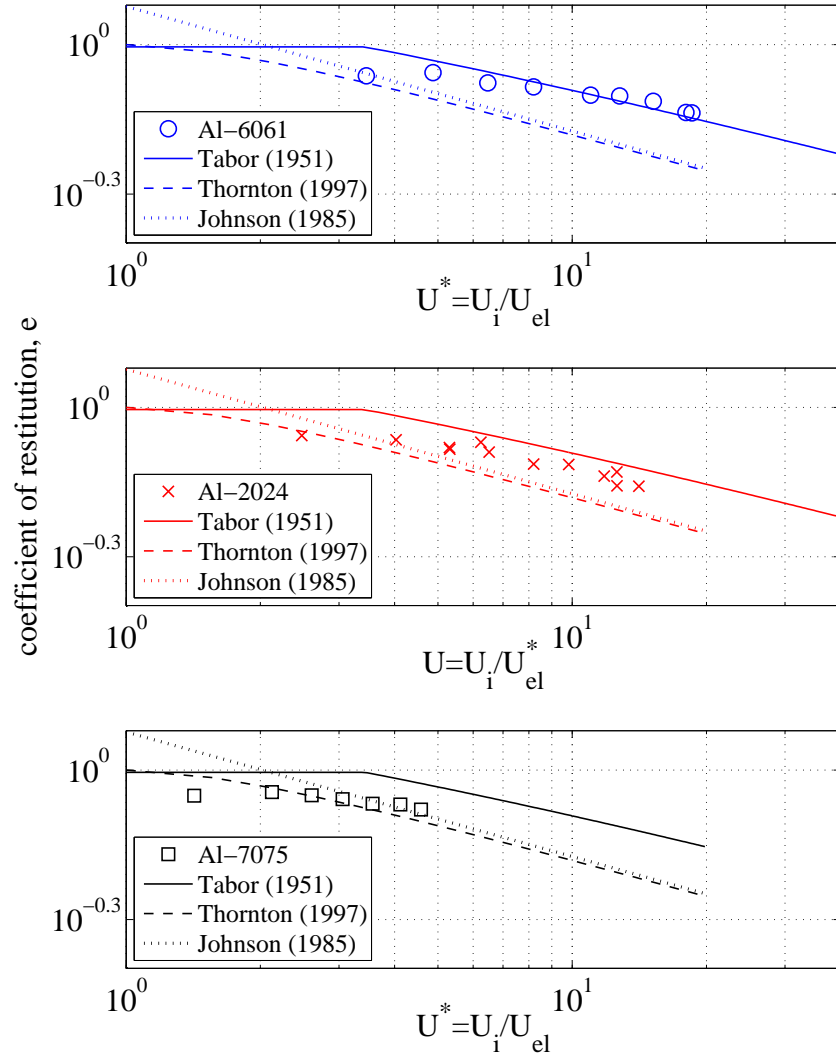 10^0
10^−0.3
Al−6061
Tabor (1951)
Thornton (1997)
Johnson (1985)
10^0 10^1
U^*=U_i/U_el
coefficient of restitution, e
10^0
10^−0.3
Al−2024
Tabor (1951)
Thornton (1997)
Johnson (1985)
10^0 10^1
U=U_i/U_el^*
10^0
10^−0.3
Al−7075
Tabor (1951)
Thornton (1997)
Johnson (1985)
10^0 10^1
U^*=U_i/U_el